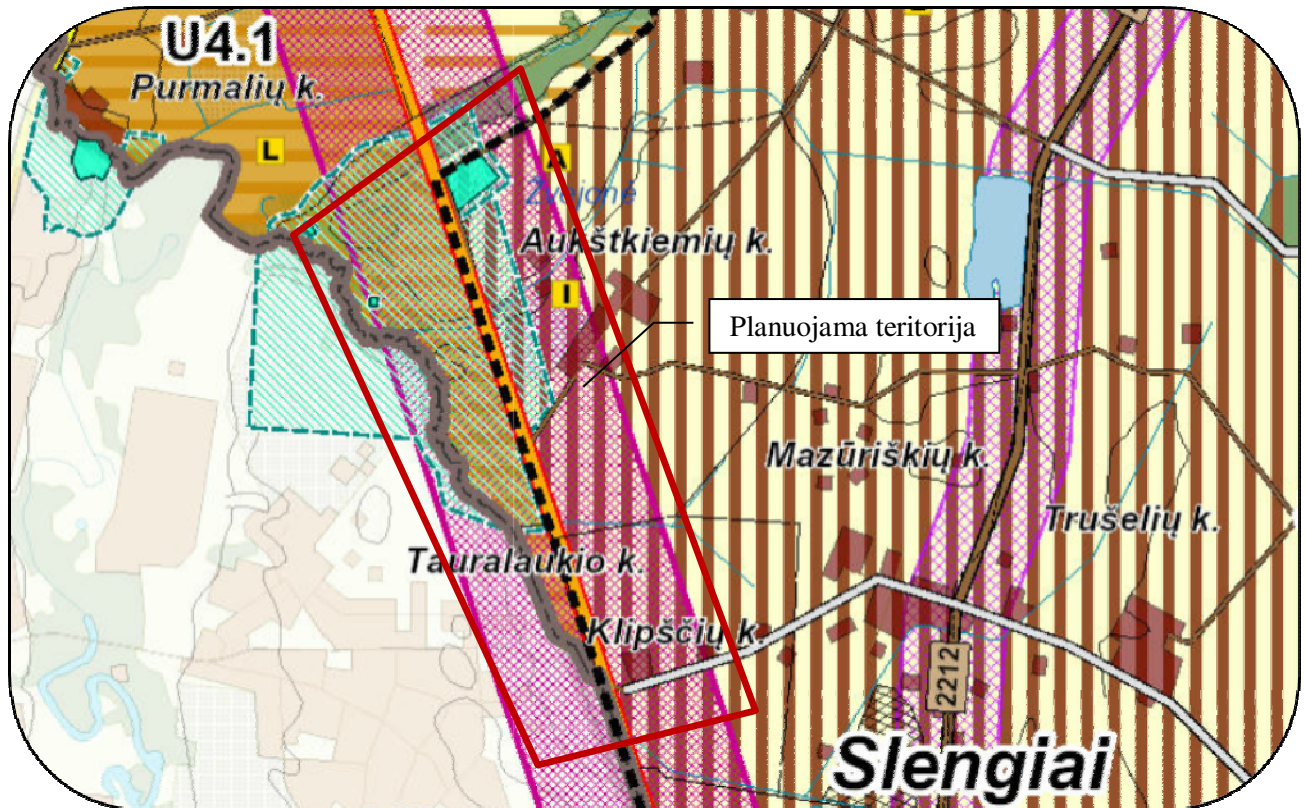 U4.1
Purmalių k.
L
A
Aukštkiemių k.
I
Planuojama teritorija
Mazūriškių k.
Trušelių k.
Tauralaukio k.
Klipščių k.
2212
Slengiai